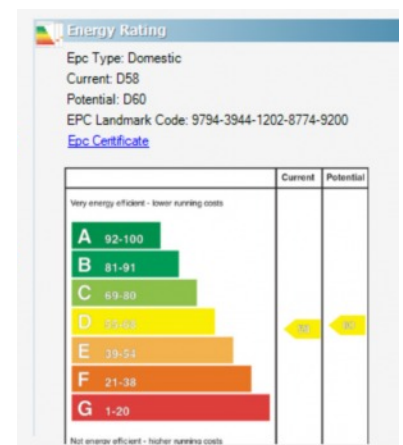 Energy Rating
Epc Type: Domestic
Current: D58
Potential: D60
EPC Landmark Code: 9794-3944-1202-8774-9200
Epc Certificate
Current Potential
Very energy efficient - lower running costs
A 92-100
B 81-91
C 69-80
D
E 39-54
F 21-38
G 1-20
Not energy efficient - higher running costs